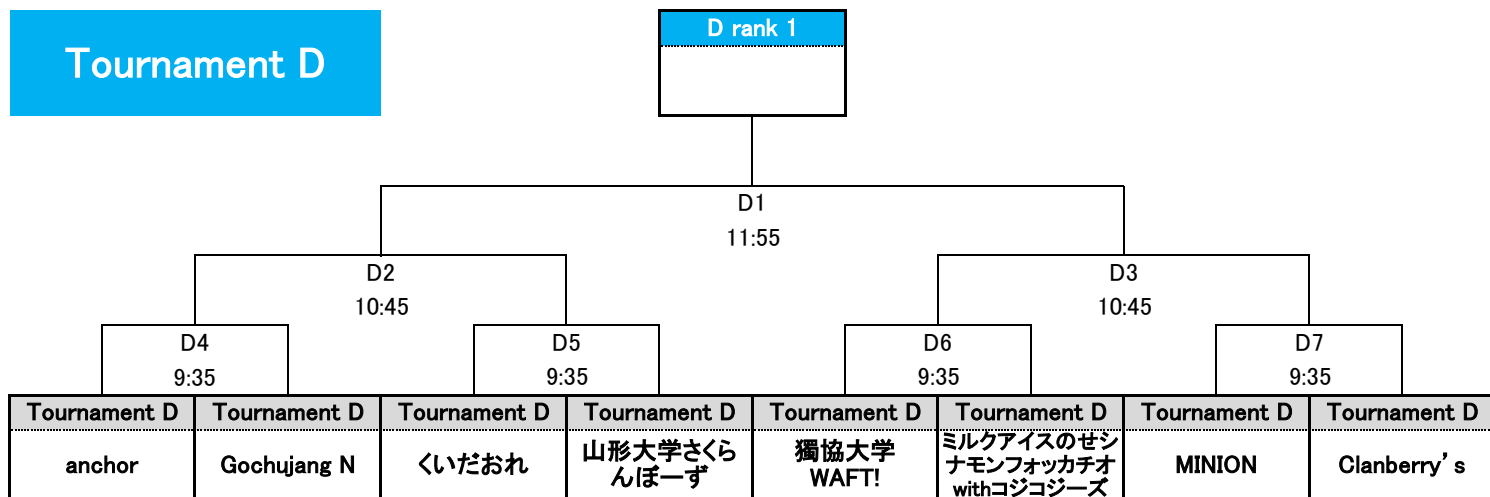 Tournament D
D rank 1
D1
11:55
D2
10:45
D3
10:45
D4
9:35
D5
9:35
D6
9:35
D7
9:35
Tournament D
Tournament D
Tournament D
Tournament D
Tournament D
Tournament D
Tournament D
Tournament D
anchor
Gochujang N
くいだおれ
山形大学さくら
んぼーず
獨協大学
WAFT!
ミルクアイスのせシ
ナモンフォッカチオ
withコジコジーズ
MINION
Clanberry’s